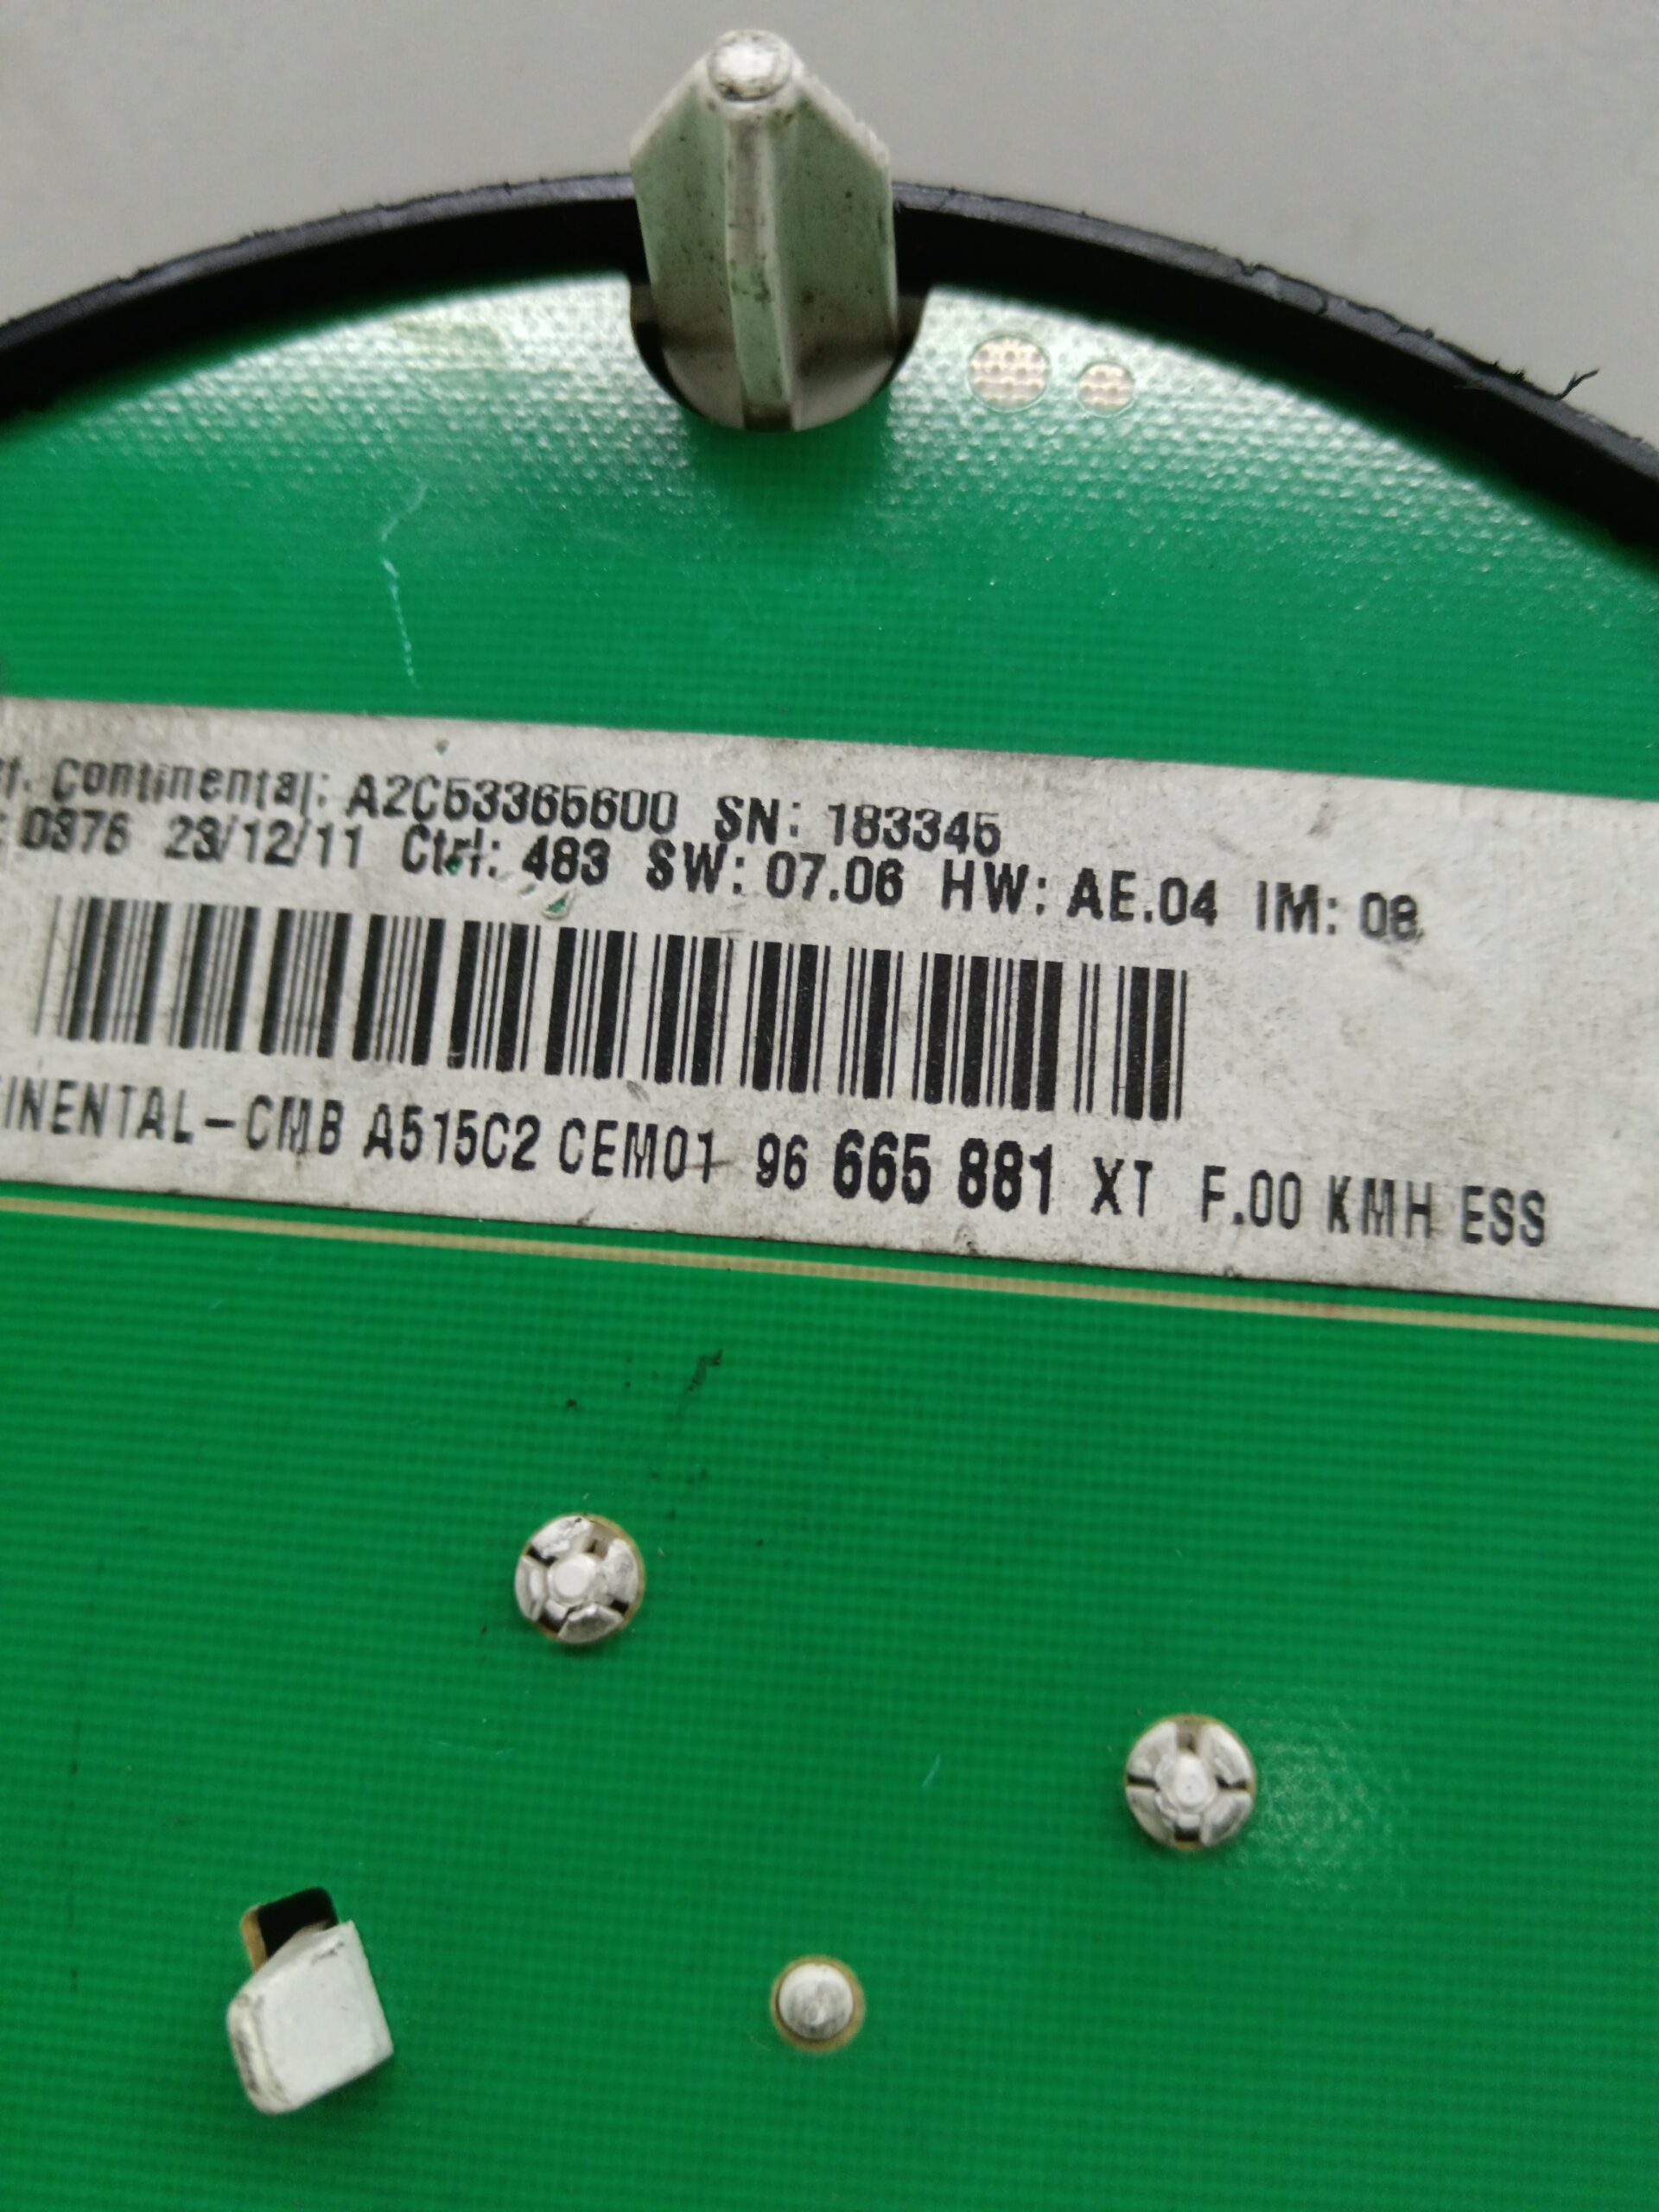 f. Continental: A2C53365600 SN: 183345
: 0376 23/12/11 Ctrl: 483 SW: 07.06 HW: AE.04 IM: 08
INENTAL-CMB A515C2 CEM01 96 665 881 XT F.00 KMH ESS